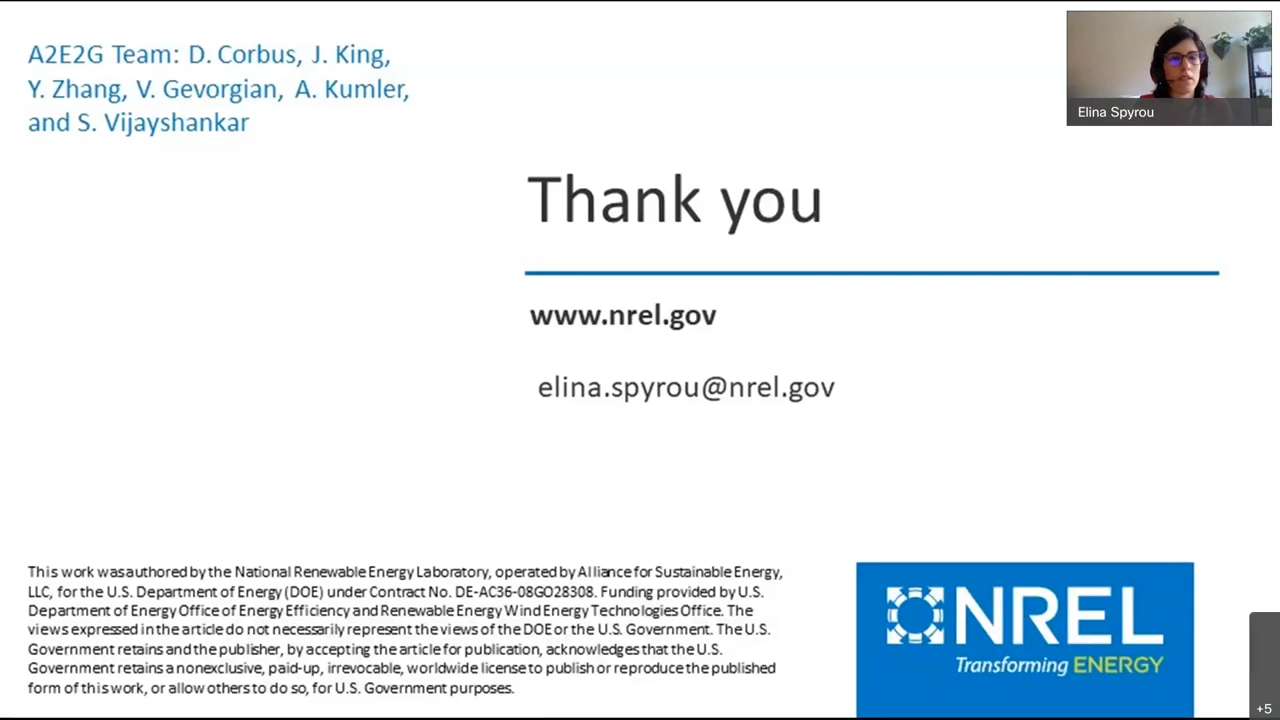 A2E2G Team: D. Corbus, J. King,
Y. Zhang, V. Gevorgian, A. Kumler,
and S. Vijayshankar
Elina Spyrou
Thank you
www.nrel.gov
elina.spyrou@nrel.gov
This work was authored by the National Renewable Energy Laboratory, operated by Alliance for Sustainable Energy,
LLC, for the U.S. Department of Energy (DOE) under Contract No. DE-AC36-08GO28308. Funding provided by U.S.
Department of Energy Office of Energy Efficiency and Renewable Energy Wind Energy Technologies Office. The
views expressed in the article do not necessarily represent the views of the DOE or the U.S. Government. The U.S.
Government retains and the publisher, by accepting the article for publication, acknowledges that the U.S.
Government retains a nonexclusive, paid-up, irrevocable, worldwide license to publish or reproduce the published
form of this work, or allow others to do so, for U.S. Government purposes.
NREL
Transforming ENERGY
+5